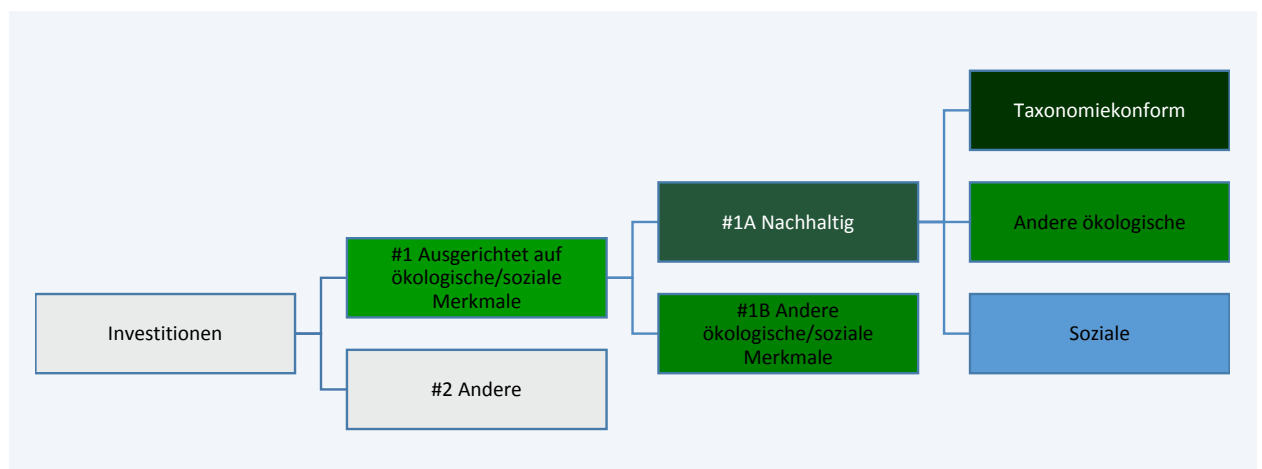 Investitionen
#1 Ausgerichtet auf
ökologische/soziale
Merkmale
#2 Andere
#1A Nachhaltig
#1B Andere
ökologische/soziale
Merkmale
Taxonomiekonform
Andere ökologische
Soziale